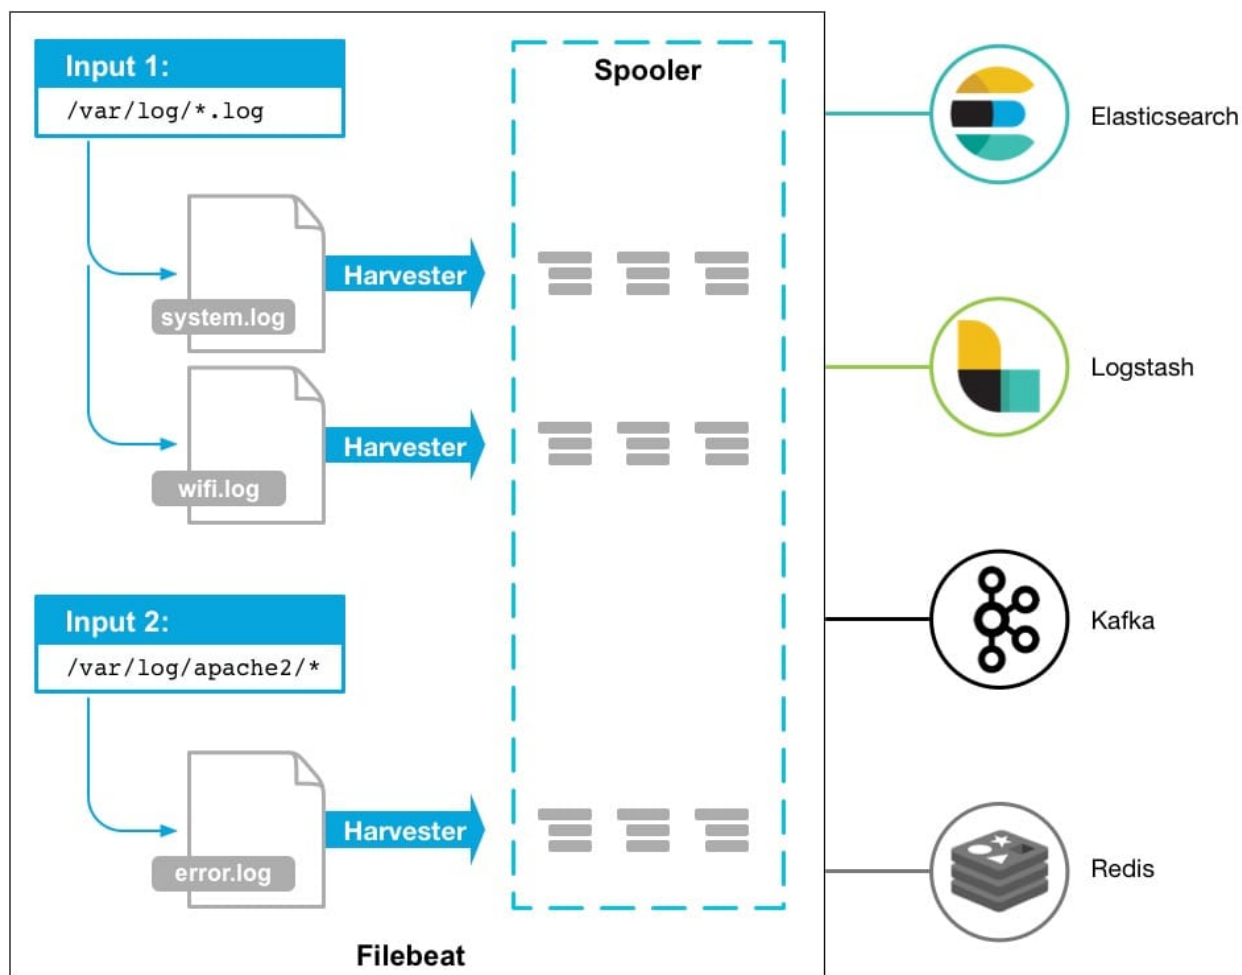 Input 1:
/var/log/*.log
Spooler
system.log
Harvester
wifi.log
Harvester
Input 2:
/var/log/apache2/*
error.log
Harvester
Filebeat
Elasticsearch
Logstash
Kafka
Redis